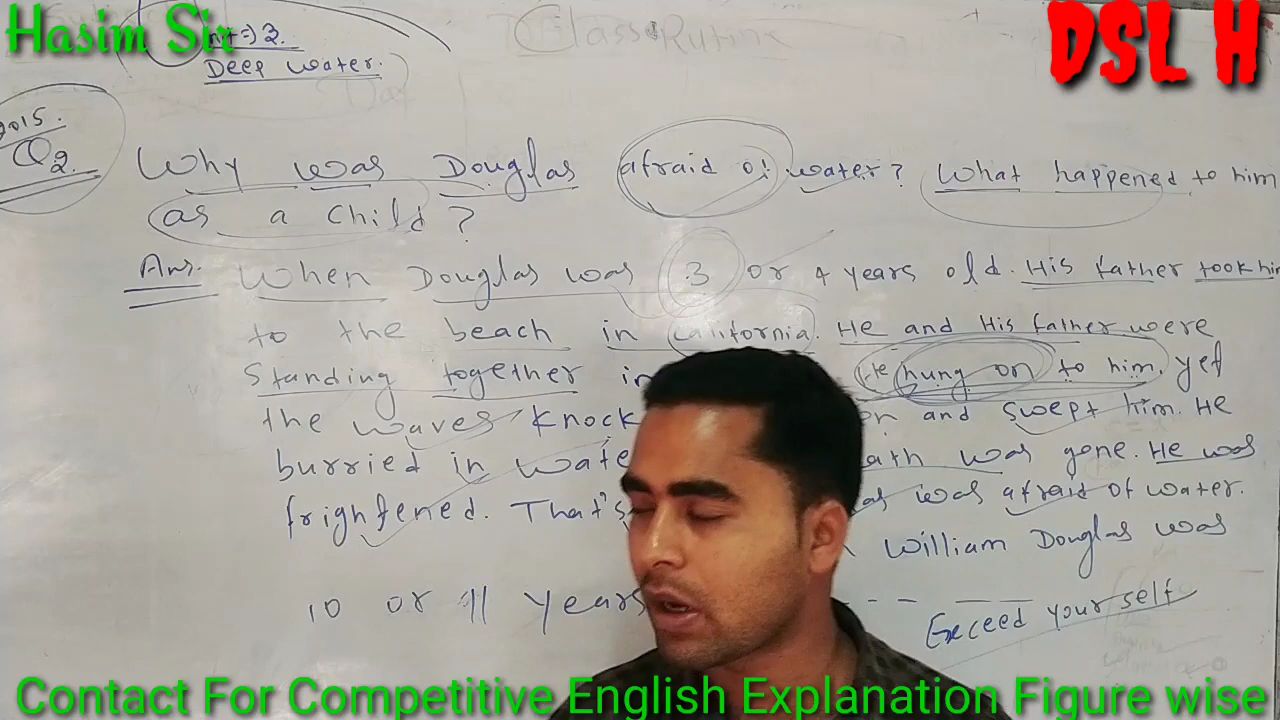 Hasim Sir
DSL H
Deep water.
Class Rutine
2015.
Q2.
Why was Douglas afraid of water? What happened to him
as a child?
Ans. When Douglas was 3 or 4 years old. His father took him
to the beach in California. He and His father were
Standing together in He hung on to him. yet
the waves knock and swept him. He
burried in wate was gone. He was
frightened. That's was afraid of water.
William Douglas was
10 or 11 years
Exceed yourself
Contact For Competitive English Explanation Figure wise